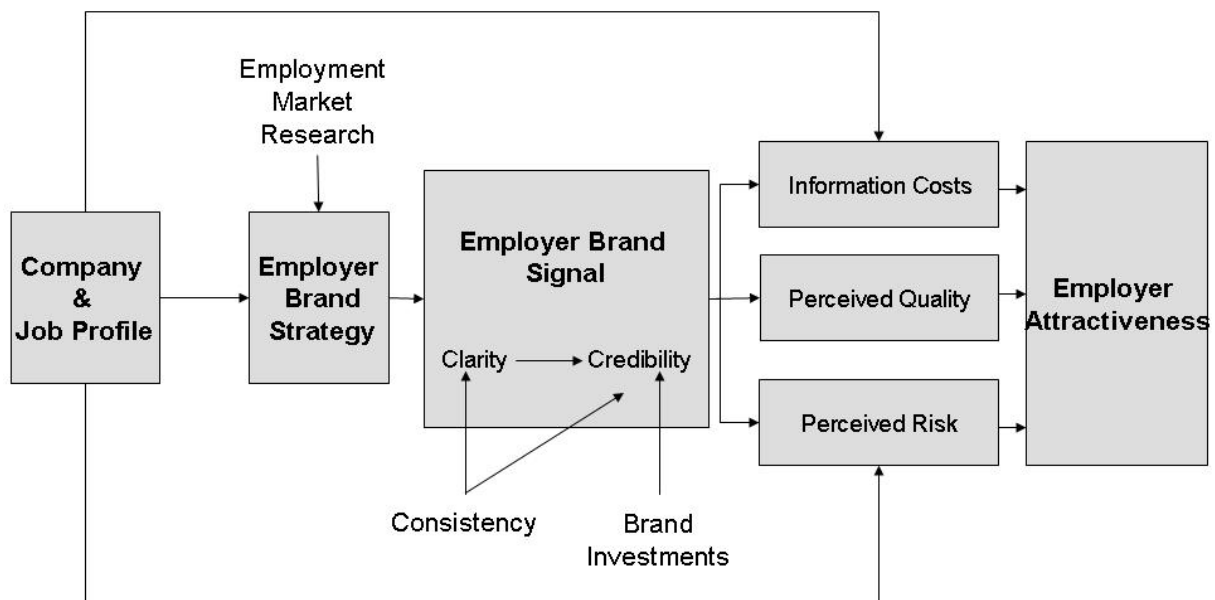 Employment
Market
Research
Company
&
Job Profile
Employer
Brand
Strategy
Employer Brand
Signal
Clarity
Credibility
Consistency
Brand
Investments
Information Costs
Perceived Quality
Perceived Risk
Employer
Attractiveness